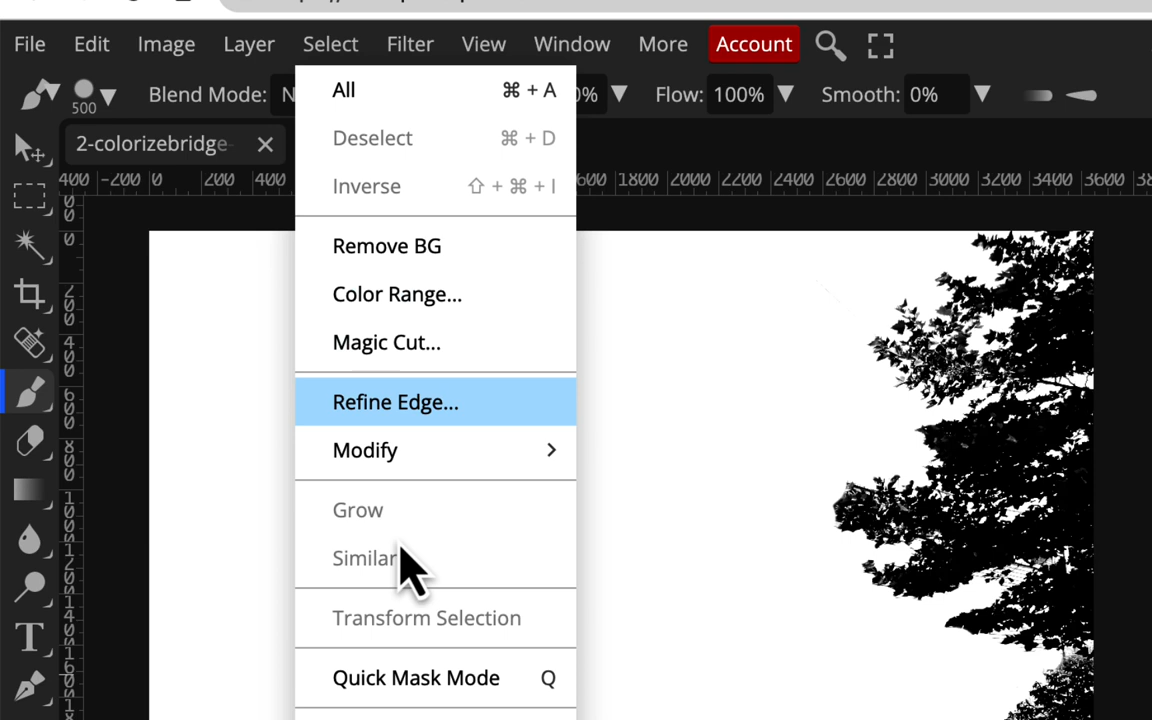 File Edit Image Layer Select Filter View Window More Account
500 Blend Mode: N 0% Flow: 100% Smooth: 0%
2-colorizebridge-
400 -200 0 200 400 600 1800 2000 2200 2400 2600 2800 3000 3200 3400 3600 38
All ⌘ + A
Deselect ⌘ + D
Inverse ⇧ + ⌘ + I
Remove BG
Color Range...
Magic Cut...
Refine Edge...
Modify
Grow
Similar
Transform Selection
Quick Mask Mode Q